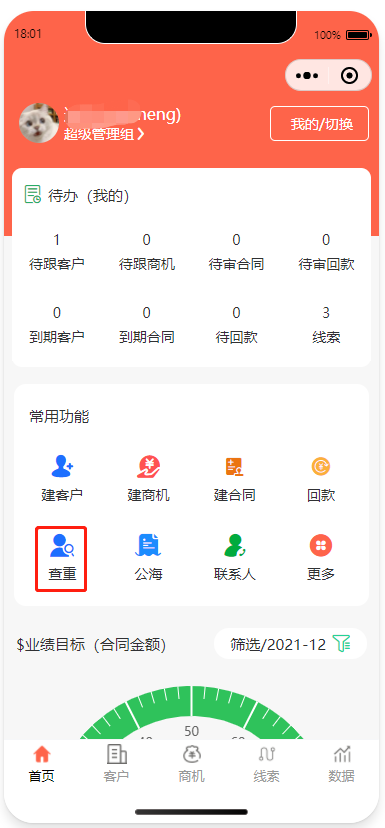 18:01 100%
neng)
超级管理组
我的/切换
待办（我的）
1 0 0 0
待跟客户 待跟商机 待审合同 待审回款
0 0 0 3
到期客户 到期合同 待回款 线索
常用功能
建客户 建商机 建合同 回款
查重 公海 联系人 更多
$业绩目标（合同金额） 筛选/2021-12
50
首页 客户 商机 线索 数据